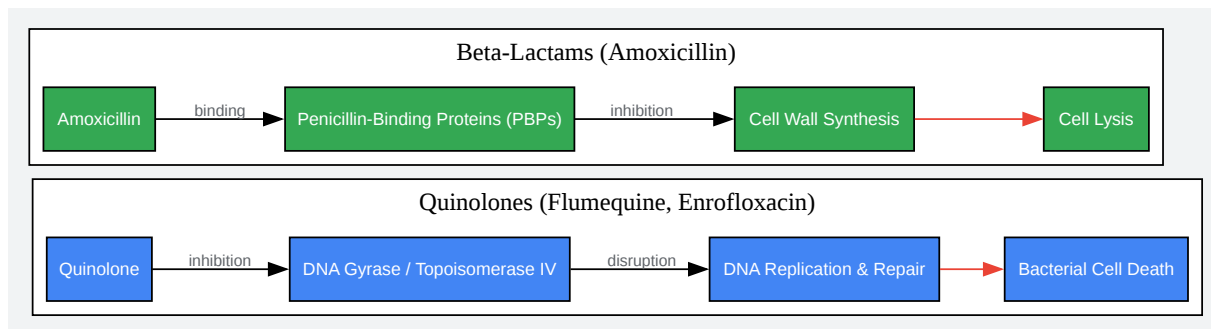 Beta-Lactams (Amoxicillin)
Amoxicillin
binding
Penicillin-Binding Proteins (PBPs)
inhibition
Cell Wall Synthesis
Cell Lysis
Quinolones (Flumequine, Enrofloxacin)
Quinolone
inhibition
DNA Gyrase / Topoisomerase IV
disruption
DNA Replication & Repair
Bacterial Cell Death